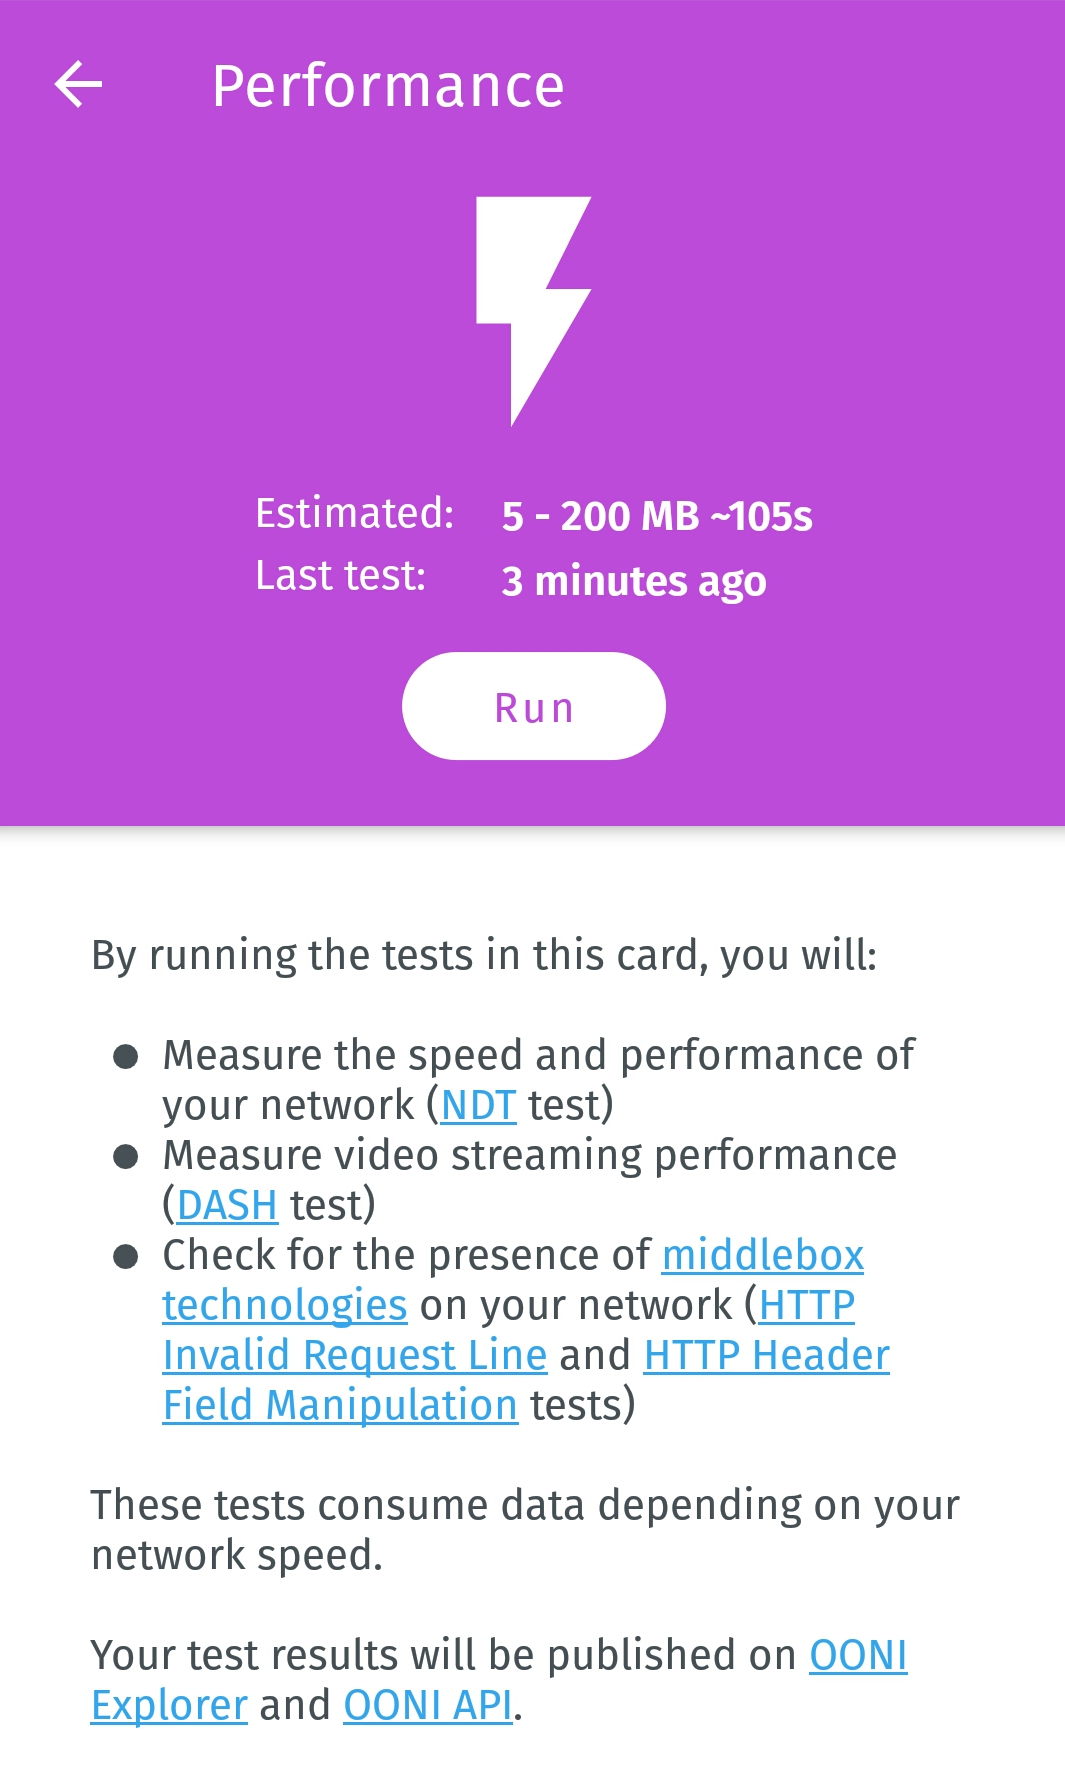 Performance
Estimated: 5 - 200 MB ~105s
Last test: 3 minutes ago
Run
By running the tests in this card, you will:
● Measure the speed and performance of
your network (NDT test)
● Measure video streaming performance
(DASH test)
● Check for the presence of middlebox
technologies on your network (HTTP
Invalid Request Line and HTTP Header
Field Manipulation tests)
These tests consume data depending on your
network speed.
Your test results will be published on OONI
Explorer and OONI API.